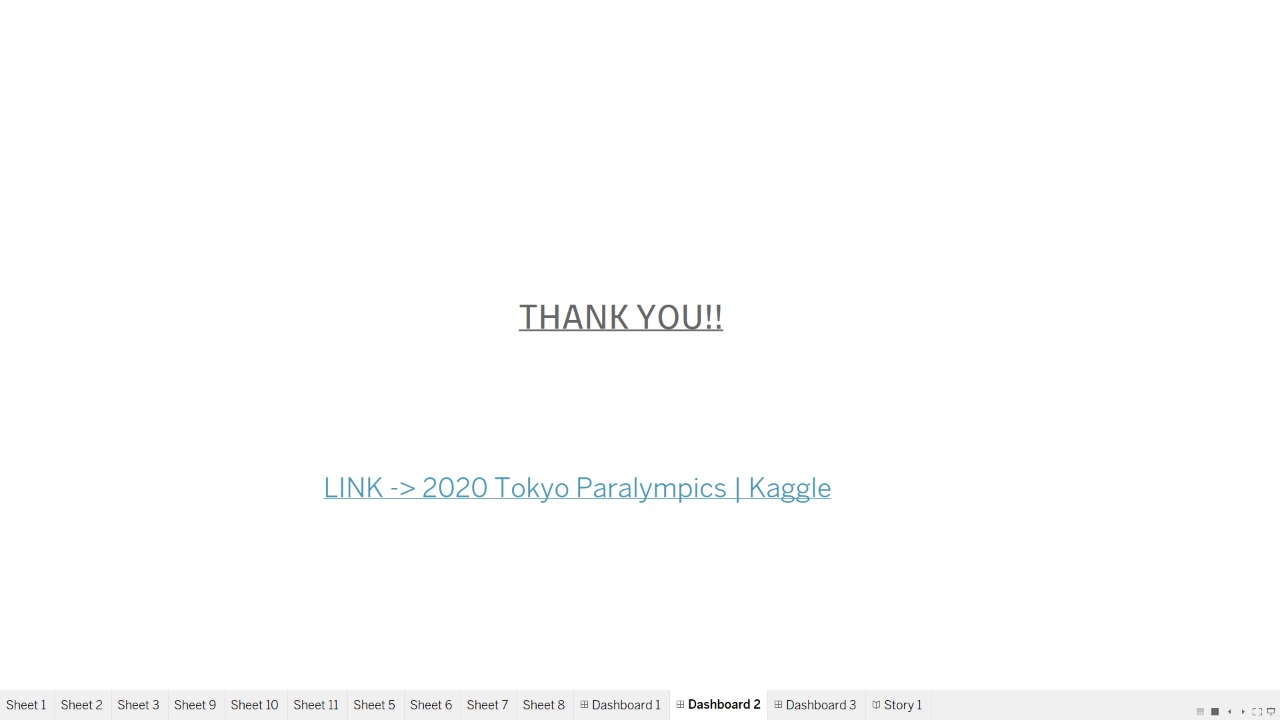 THANK YOU!!
LINK -> 2020 Tokyo Paralympics | Kaggle
Sheet 1 Sheet 2 Sheet 3 Sheet 9 Sheet 10 Sheet 11 Sheet 5 Sheet 6 Sheet 7 Sheet 8 Dashboard 1 Dashboard 2 Dashboard 3 Story 1